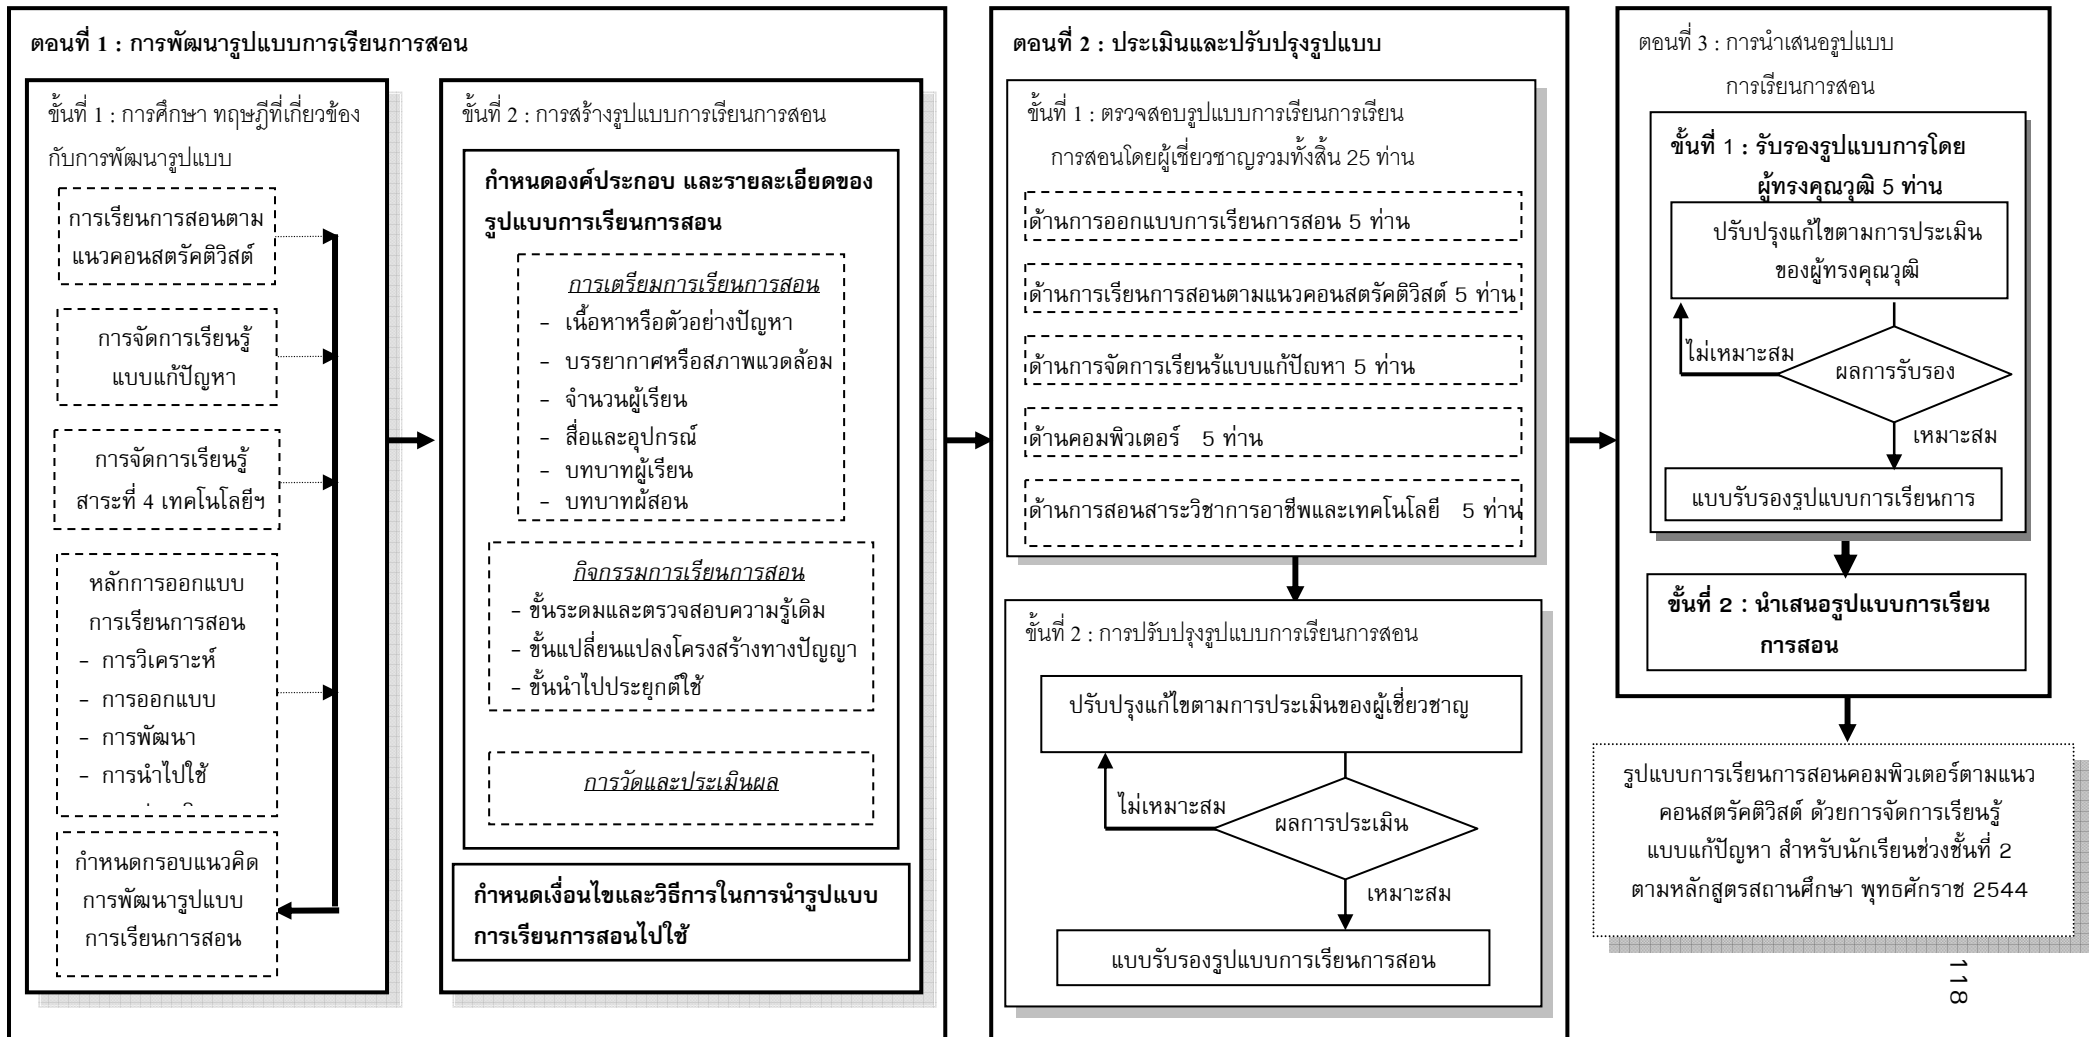 ตอนที่ 1 : การพัฒนารูปแบบการเรียนการสอน
ขั้นที่ 1 : การศึกษา ทฤษฎีที่เกี่ยวข้อง
กับการพัฒนารูปแบบ
การเรียนการสอนตาม
แนวคอนสตรัคติวิสต์
การจัดการเรียนรู้
แบบแก้ปัญหา
การจัดการเรียนรู้
สาระที่ 4 เทคโนโลยีฯ
หลักการออกแบบ
การเรียนการสอน
- การวิเคราะห์
- การออกแบบ
- การพัฒนา
- การนำไปใช้
กำหนดกรอบแนวคิด
การพัฒนารูปแบบ
การเรียนการสอน
ขั้นที่ 2 : การสร้างรูปแบบการเรียนการสอน
กำหนดองค์ประกอบ และรายละเอียดของ
รูปแบบการเรียนการสอน
การเตรียมการเรียนการสอน
- เนื้อหาหรือตัวอย่างปัญหา
- บรรยากาศหรือสภาพแวดล้อม
- จำนวนผู้เรียน
- สื่อและอุปกรณ์
- บทบาทผู้เรียน
- บทบาทผู้สอน
กิจกรรมการเรียนการสอน
- ขั้นระดมและตรวจสอบความรู้เดิม
- ขั้นแปลี่ยนแปลงโครงสร้างทางปัญญา
- ขั้นนำไปประยุกต์ใช้
การวัดและประเมินผล
กำหนดเงื่อนไขและวิธีการในการนำรูปแบบ
การเรียนการสอนไปใช้
ตอนที่ 2 : ประเมินและปรับปรุงรูปแบบ
ขั้นที่ 1 : ตรวจสอบรูปแบบการเรียนการเรียน
การสอนโดยผู้เชี่ยวชาญรวมทั้งสิ้น 25 ท่าน
ด้านการออกแบบการเรียนการสอน 5 ท่าน
ด้านการเรียนการสอนตามแนวคอนสตรัคติวิสต์ 5 ท่าน
ด้านการจัดการเรียนรู้แบบแก้ปัญหา 5 ท่าน
ด้านคอมพิวเตอร์ 5 ท่าน
ด้านการสอนสาระวิชาการอาชีพและเทคโนโลยี 5 ท่าน
ขั้นที่ 2 : การปรับปรุงรูปแบบการเรียนการสอน
ปรับปรุงแก้ไขตามการประเมินของผู้เชี่ยวชาญ
ไม่เหมาะสม
ผลการประเมิน
เหมาะสม
แบบรับรองรูปแบบการเรียนการสอน
ตอนที่ 3 : การนำเสนอรูปแบบ
การเรียนการสอน
ขั้นที่ 1 : รับรองรูปแบบการโดย
ผู้ทรงคุณวุฒิ 5 ท่าน
ปรับปรุงแก้ไขตามการประเมิน
ของผู้ทรงคุณวุฒิ
ไม่เหมาะสม
ผลการรับรอง
เหมาะสม
แบบรับรองรูปแบบการเรียนการ
ขั้นที่ 2 : นำเสนอรูปแบบการเรียน
การสอน
รูปแบบการเรียนการสอนคอมพิวเตอร์ตามแนว
คอนสตรัคติวิสต์ ด้วยการจัดการเรียนรู้
แบบแก้ปัญหา สำหรับนักเรียนช่วงชั้นที่ 2
ตามหลักสูตรสถานศึกษา พุทธศักราช 2544
118